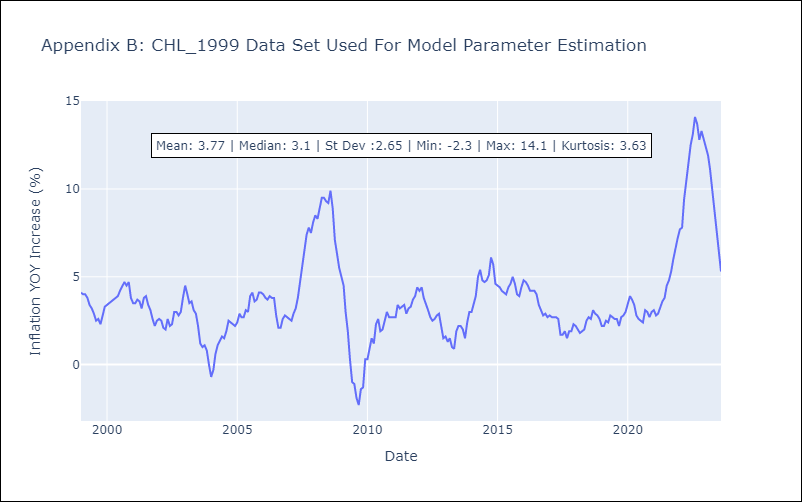 Appendix B: CHL_1999 Data Set Used For Model Parameter Estimation
Mean: 3.77 | Median: 3.1 | St Dev :2.65 | Min: -2.3 | Max: 14.1 | Kurtosis: 3.63
Inflation YOY Increase (%)
15
10
5
0
2000
2005
2010
2015
2020
Date